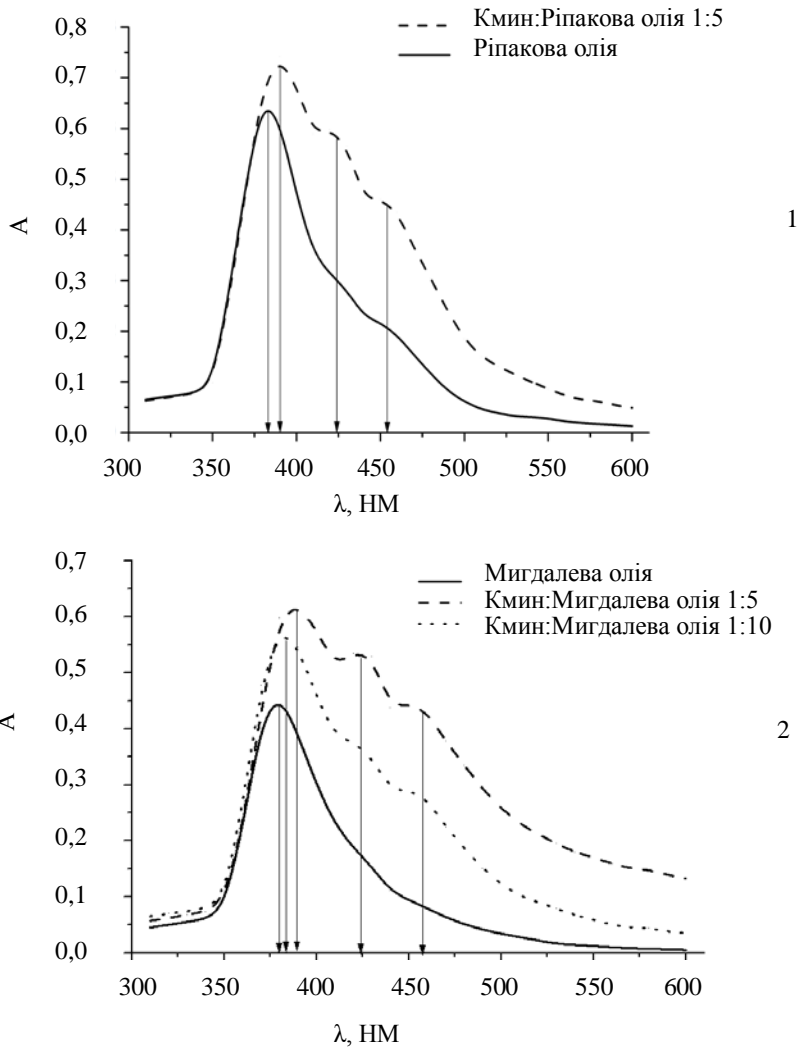 Кмин:Ріпакова олія 1:5
Ріпакова олія
0,8
0,7
0,6
0,5
0,4
0,3
0,2
0,1
0,0
A
1
300 350 400 450 500 550 600
λ, НМ
0,7
0,6
0,5
0,4
0,3
0,2
0,1
0,0
A
Мигдалева олія
Кмин:Мигдалева олія 1:5
Кмин:Мигдалева олія 1:10
2
300 350 400 450 500 550 600
λ, НМ